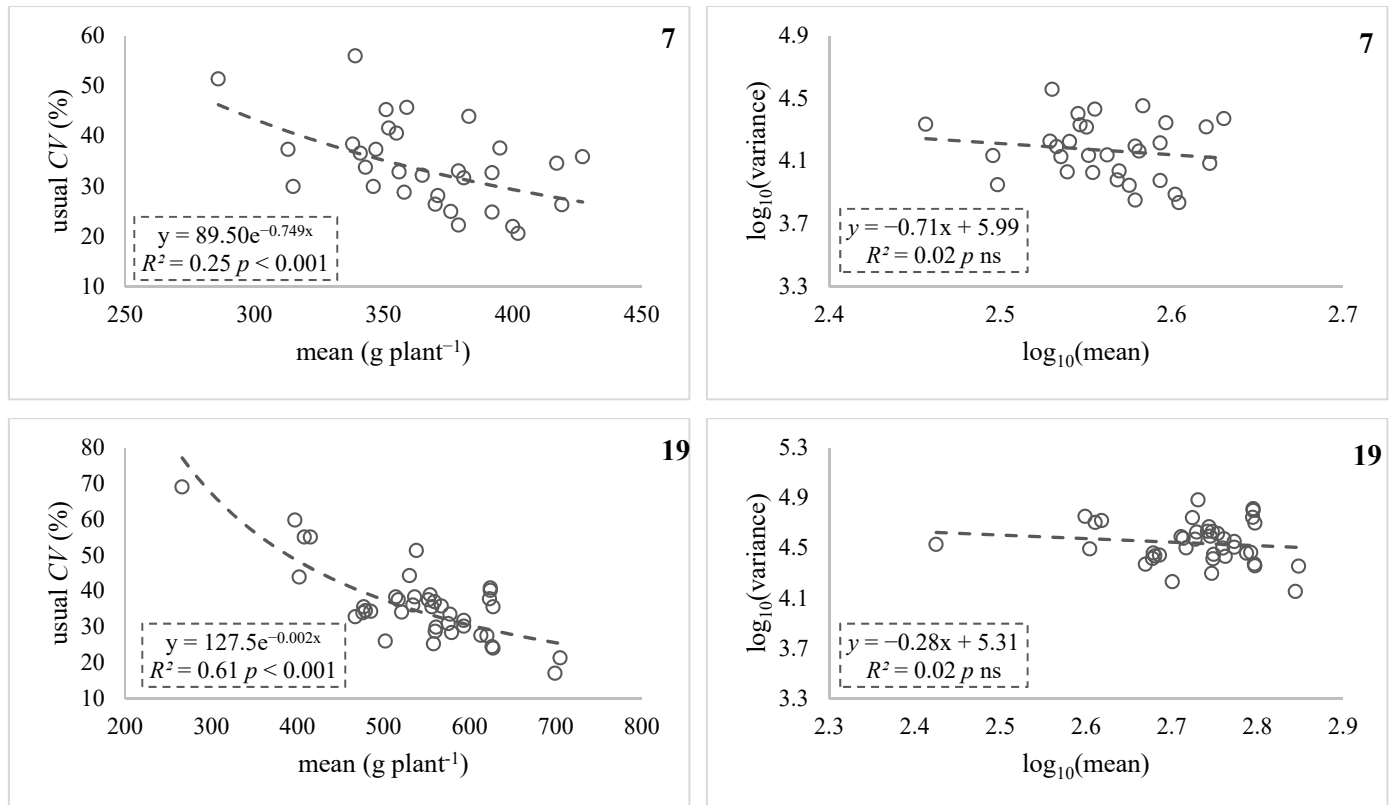 7
usual CV (%)
60
50
40
30
20
10
y = 89.50e⁻⁰·⁷⁴⁹ˣ
R² = 0.25 p < 0.001
250 300 350 400 450
mean (g plant⁻¹)
7
log₁₀(variance)
4.9
4.5
4.1
3.7
3.3
y = −0.71x + 5.99
R² = 0.02 p ns
2.4 2.5 2.6 2.7
log₁₀(mean)
19
usual CV (%)
80
70
60
50
40
30
20
10
y = 127.5e⁻⁰·⁰⁰²ˣ
R² = 0.61 p < 0.001
200 300 400 500 600 700 800
mean (g plant⁻¹)
19
log₁₀(variance)
5.3
4.9
4.5
4.1
3.7
3.3
y = −0.28x + 5.31
R² = 0.02 p ns
2.3 2.4 2.5 2.6 2.7 2.8 2.9
log₁₀(mean)